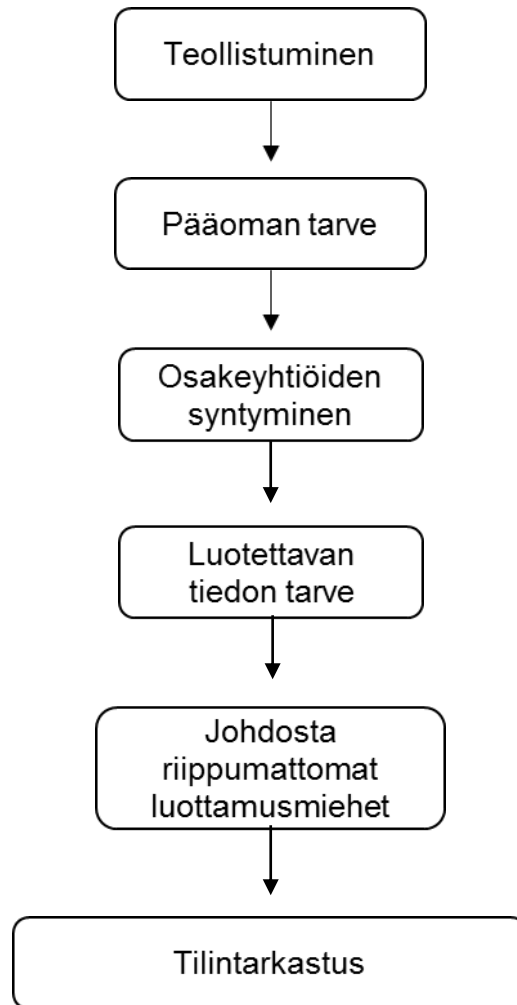 Teollistuminen
Pääoman tarve
Osakeyhtiöiden
syntyminen
Luotettavan
tiedon tarve
Johdosta
riippumattomat
luottamusmiehet
Tilintarkastus